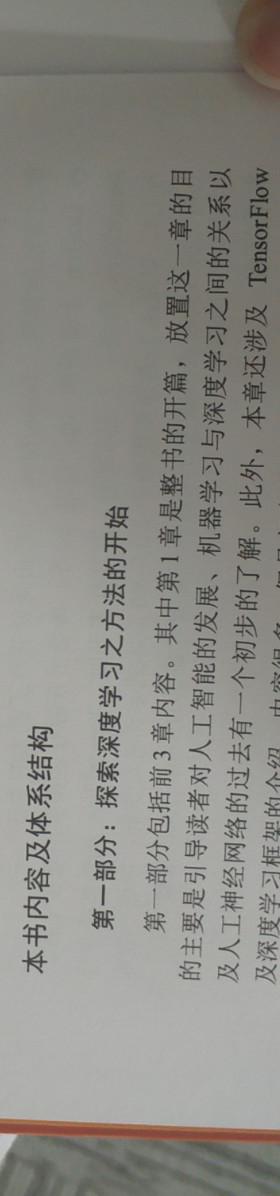 本书内容及体系结构
第一部分：探索深度学习之方法的开始
第一部分包括前3章内容。其中第1章是整书的开篇，放置这一章的目
的主要是引导读者对人工智能的发展、机器学习与深度学习之间的关系以
及人工神经网络的过去有一个初步的了解。此外，本章还涉及 TensorFlow
及深度学习框架的介绍，内容很多，